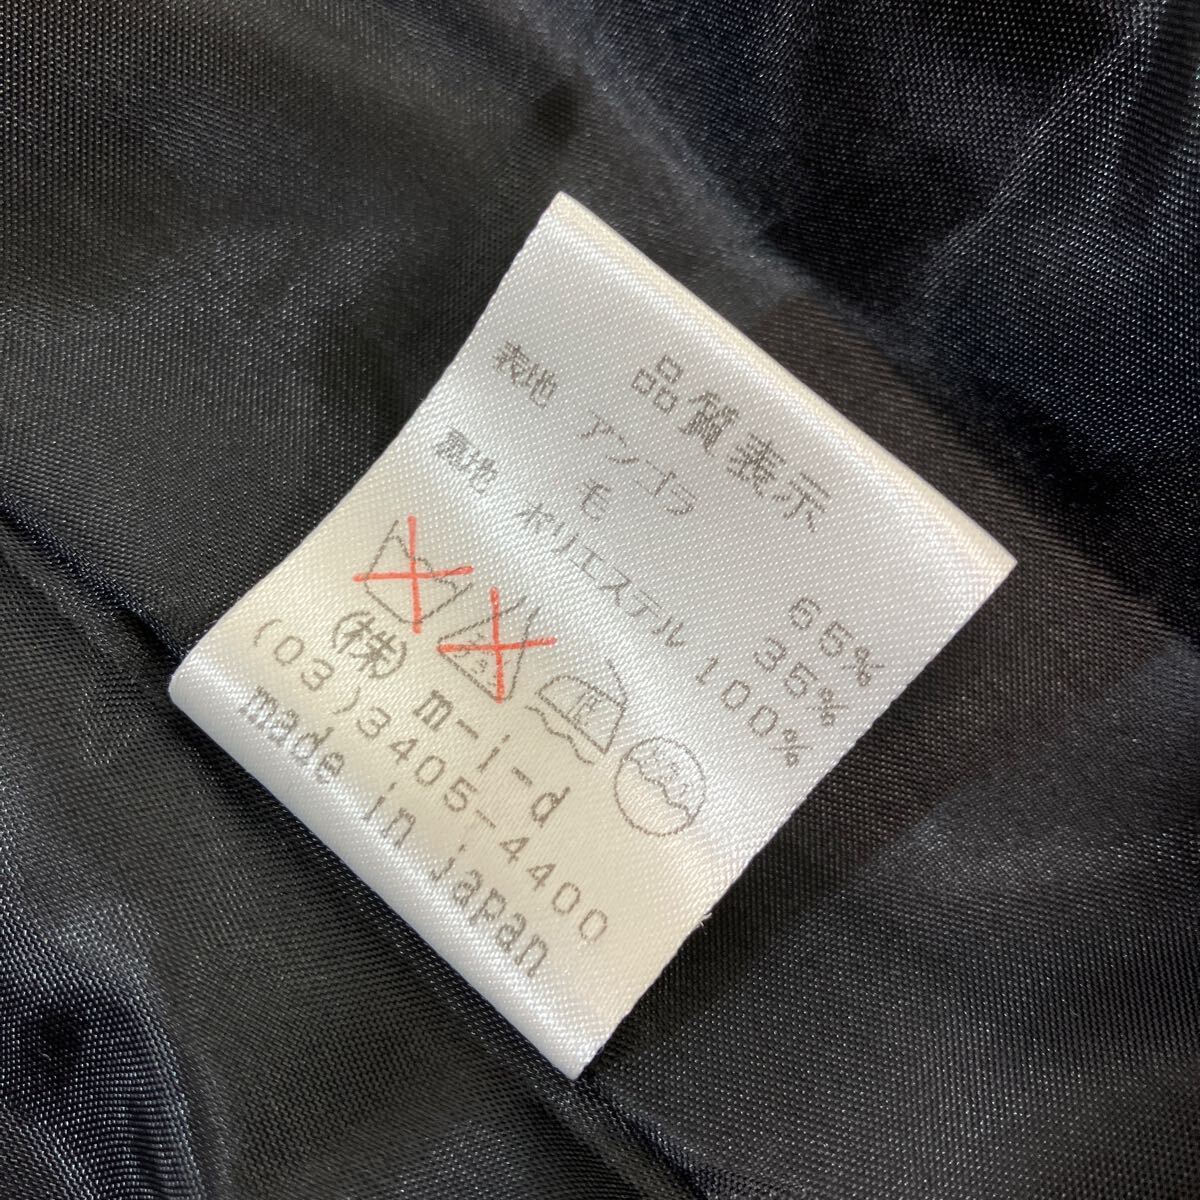 品質表示
表地 アンゴラ 65%
毛 35%
裏地 ポリエステル 100%
(株) m-i-d
(03)3405-4400
made in japan